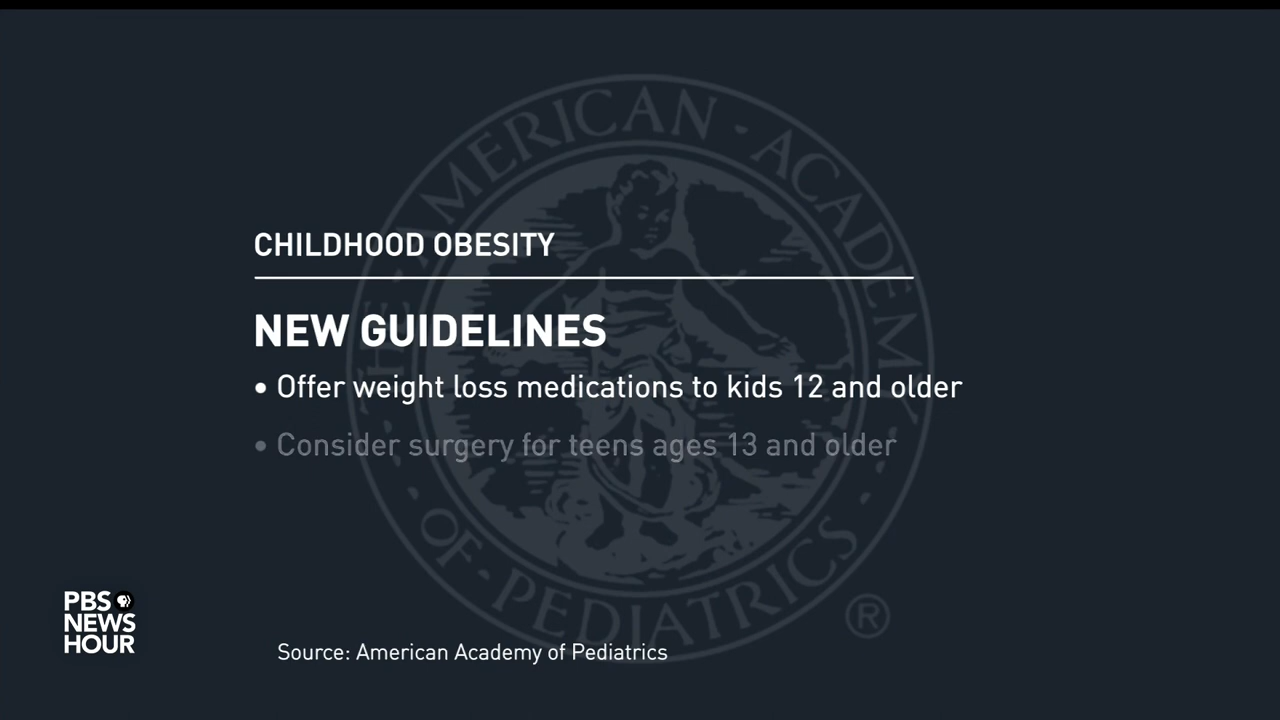 THE AMERICAN ACADEMY
OF PEDIATRICS
®
CHILDHOOD OBESITY
NEW GUIDELINES
• Offer weight loss medications to kids 12 and older
• Consider surgery for teens ages 13 and older
PBS
NEWS
HOUR
Source: American Academy of Pediatrics